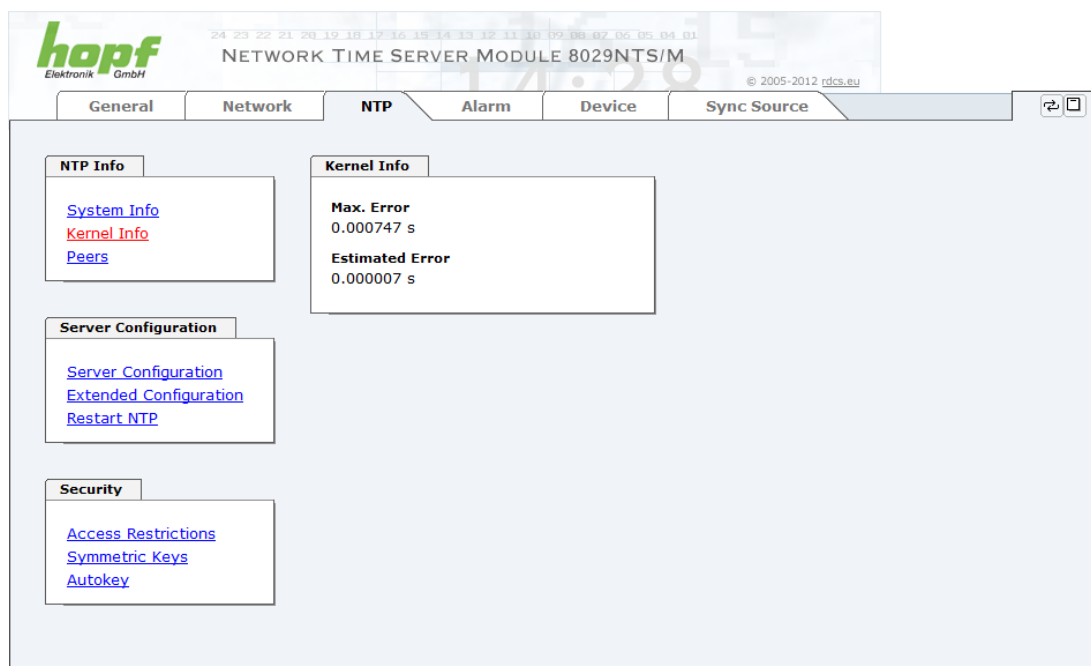 hopf
Elektronik GmbH
24 23 22 21 20 19 18 17 16 15 14 13 12 11 10 09 08 07 06 05 04 01
NETWORK TIME SERVER MODULE 8029NTS/M
14:28
© 2005-2012 rdcs.eu
General Network NTP Alarm Device Sync Source
NTP Info
System Info
Kernel Info
Peers
Kernel Info
Max. Error
0.000747 s
Estimated Error
0.000007 s
Server Configuration
Server Configuration
Extended Configuration
Restart NTP
Security
Access Restrictions
Symmetric Keys
Autokey